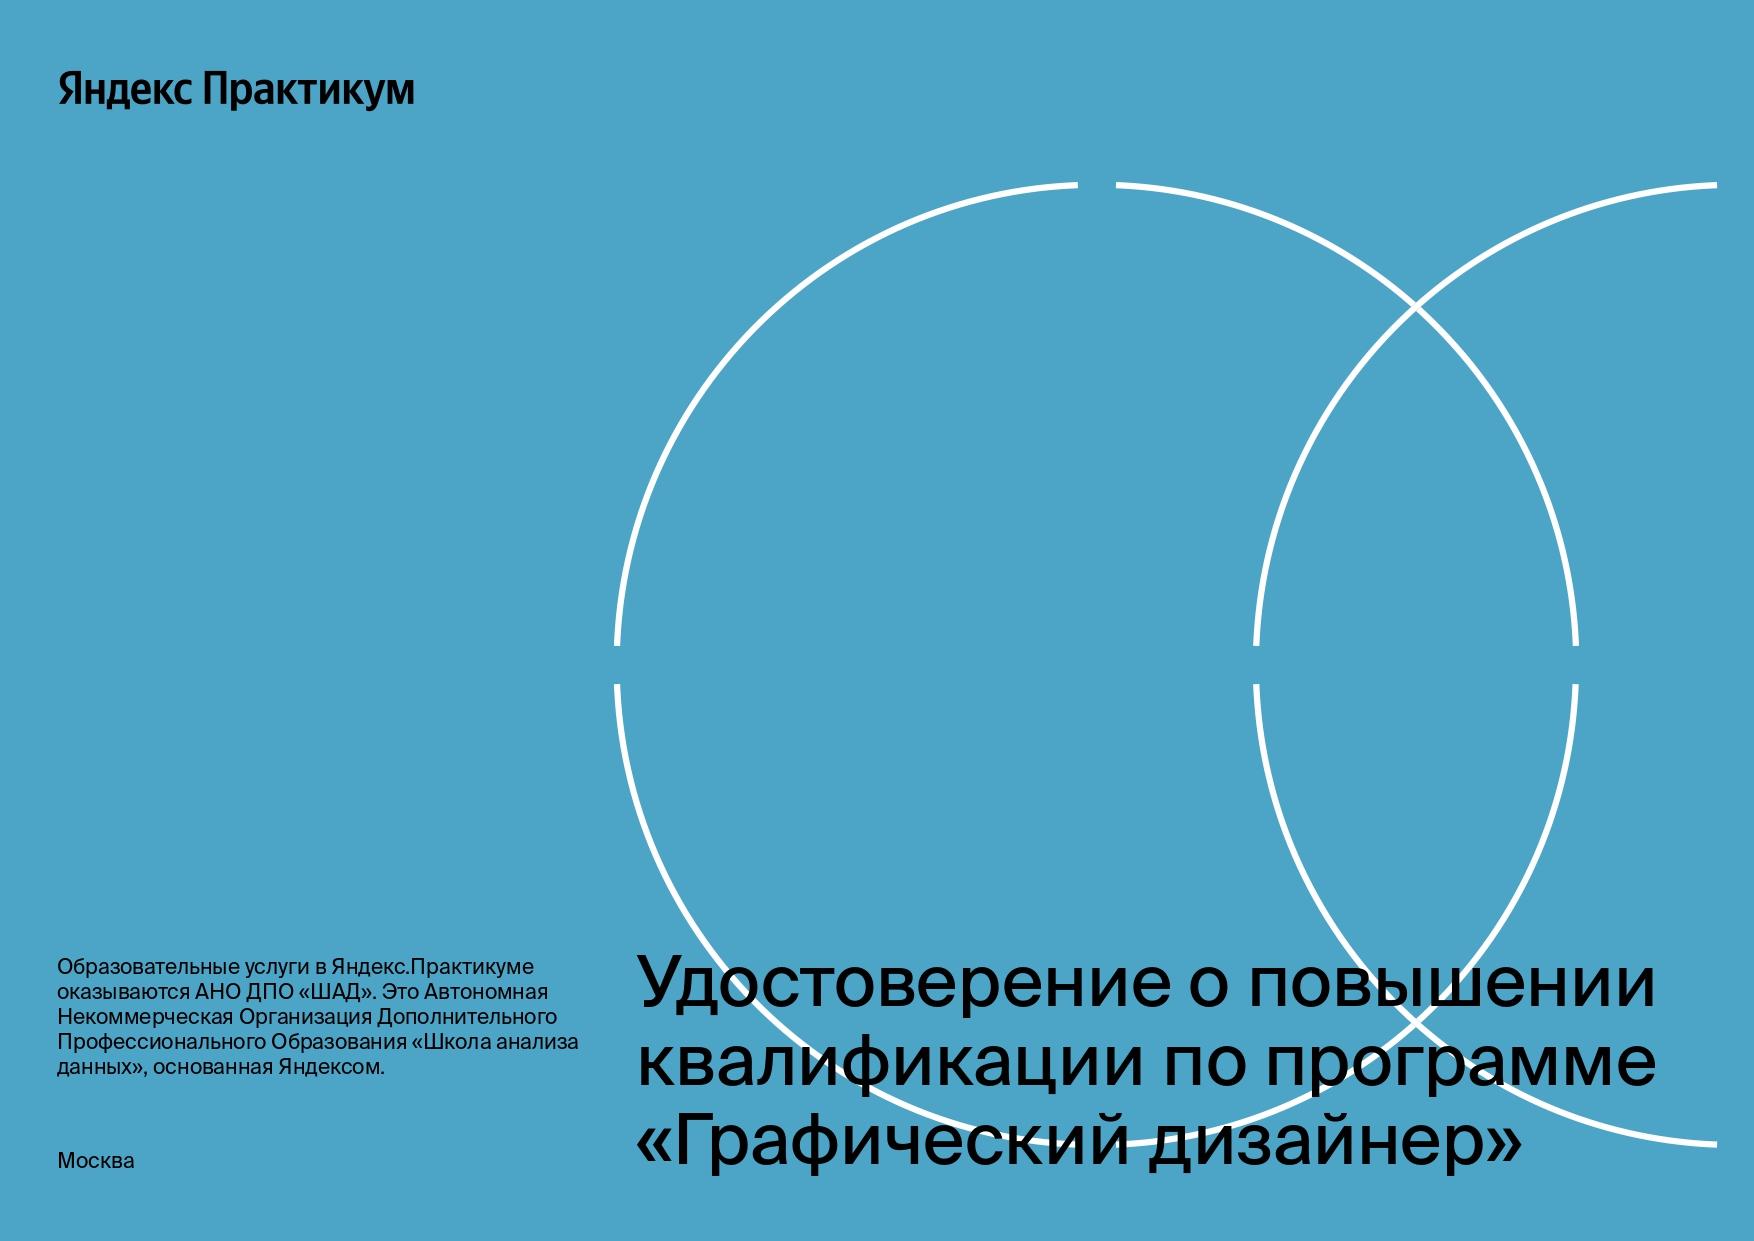 Яндекс Практикум
Образовательные услуги в Яндекс.Практикуме
оказываются АНО ДПО «ШАД». Это Автономная
Некоммерческая Организация Дополнительного
Профессионального Образования «Школа анализа
данных», основанная Яндексом.
Москва
Удостоверение о повышении
квалификации по программе
«Графический дизайнер»